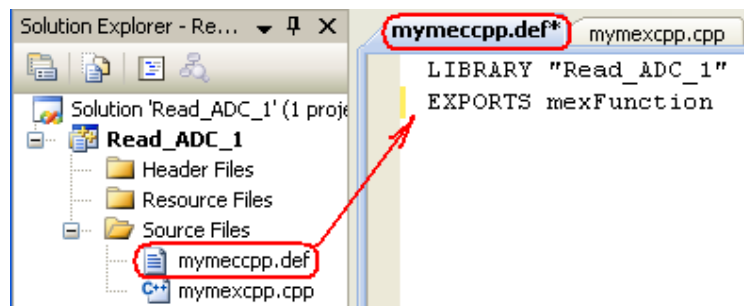 Solution Explorer - Re...
mymeccpp.def*
mymexcpp.cpp
Solution 'Read_ADC_1' (1 proje
Read_ADC_1
Header Files
Resource Files
Source Files
mymeccpp.def
C++ mymexcpp.cpp
LIBRARY "Read_ADC_1"
EXPORTS mexFunction